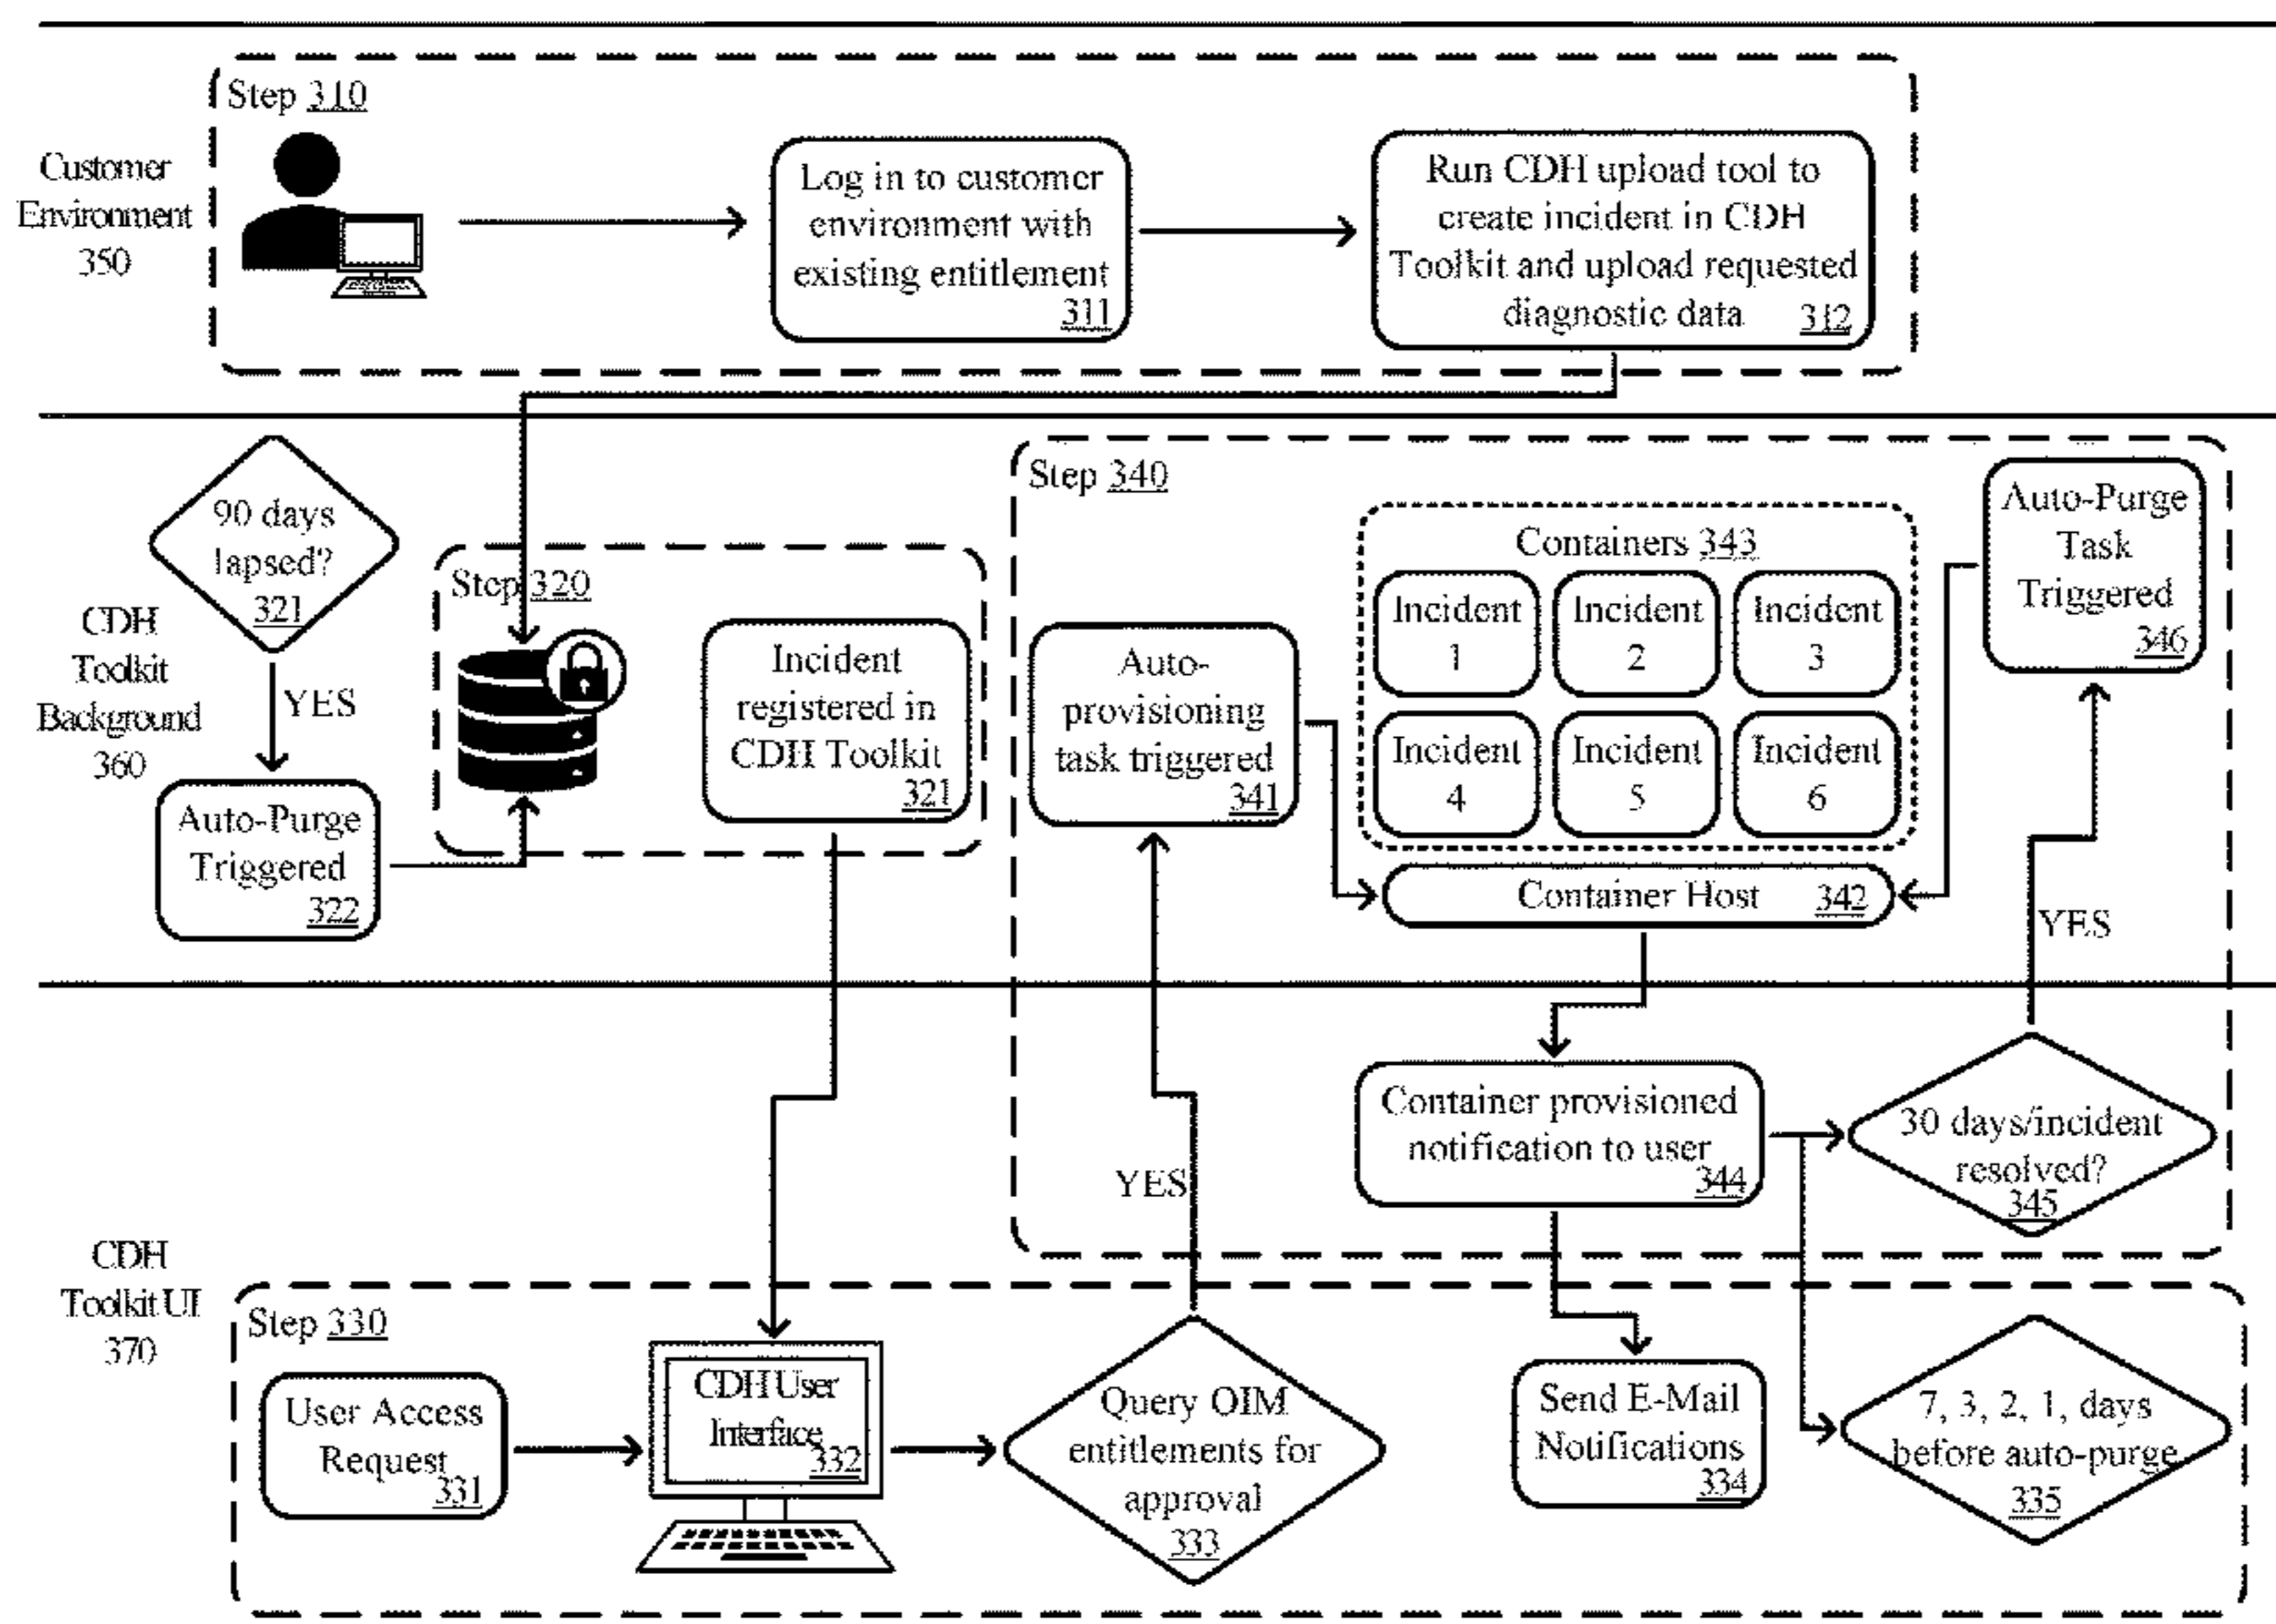 Step 310
Customer
Environment
350
Log in to customer
environment with
existing entitlement
311
Run CDH upload tool to
create incident in CDH
Toolkit and upload requested
diagnostic data 312
90 days
lapsed?
321
CDH
Toolkit
Background
360
YES
Auto-Purge
Triggered
322
Step 320
Incident
registered in
CDH Toolkit
321
Step 340
Auto-
provisioning
task triggered
341
Containers 343
Incident
1
Incident
2
Incident
3
Incident
4
Incident
5
Incident
6
Container Host 342
Auto-Purge
Task
Triggered
346
YES
Container provisioned
notification to user
344
30 days/incident
resolved?
345
YES
CDH
Toolkit UI
370
Step 330
User Access
Request
331
CDH User
Interface
332
Query OIM
entitlements for
approval
333
Send E-Mail
Notifications
334
7, 3, 2, 1, days
before auto-purge
335